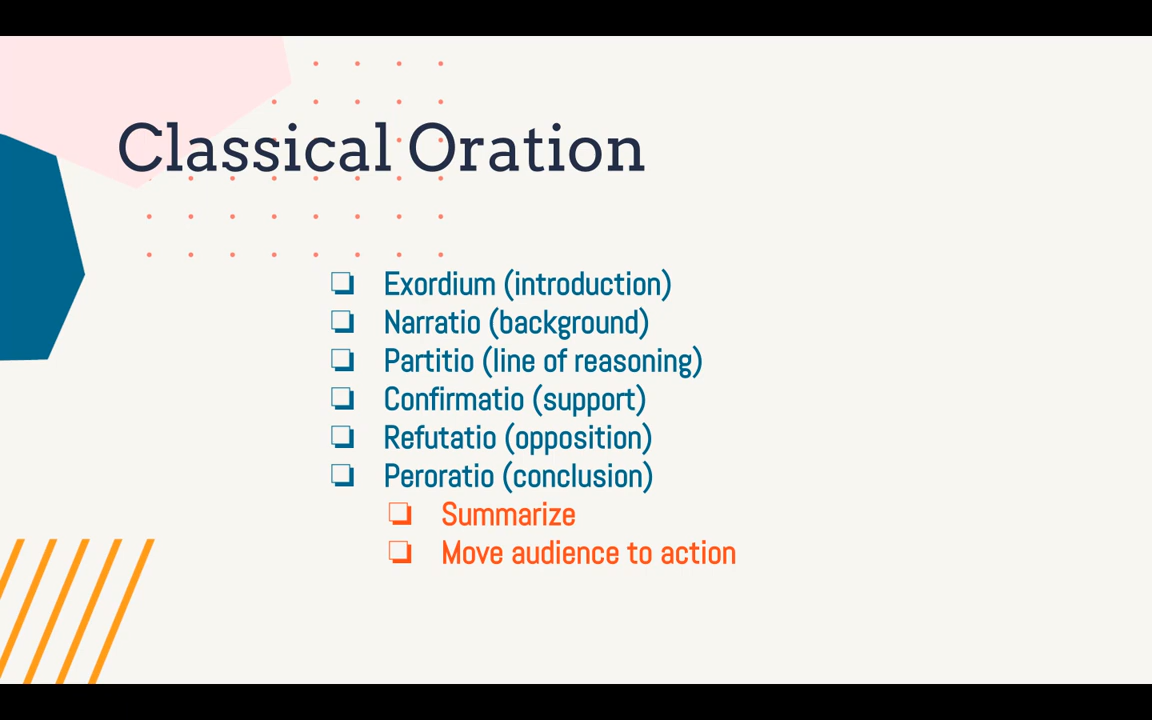 Classical Oration
Exordium (introduction)
Narratio (background)
Partitio (line of reasoning)
Confirmatio (support)
Refutatio (opposition)
Peroratio (conclusion)
Summarize
Move audience to action